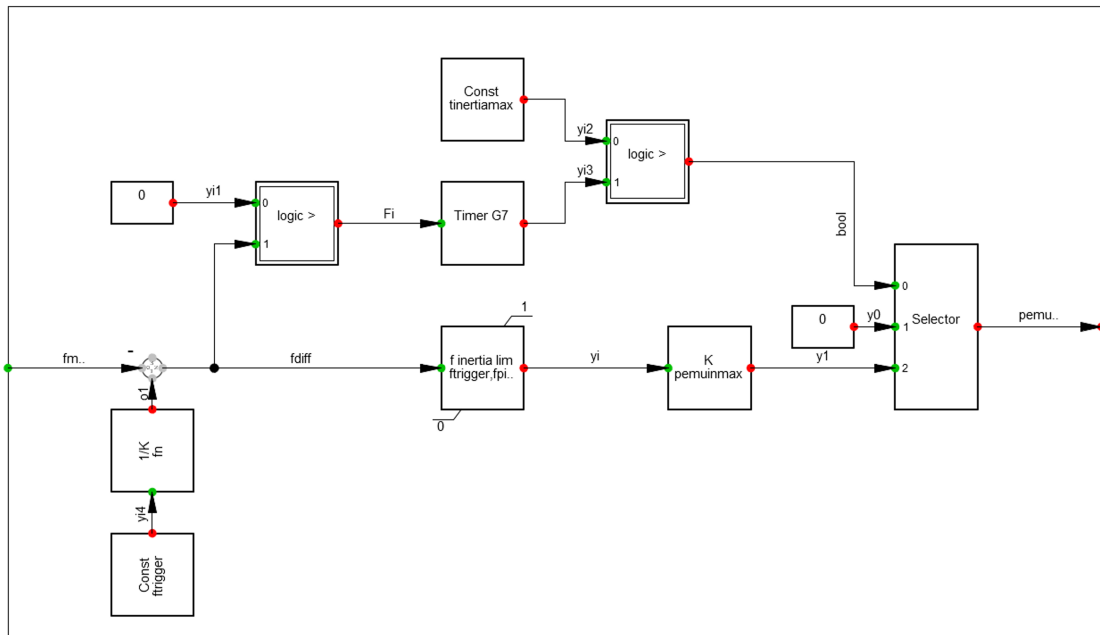 Const
tinertiamax
yi2
0
logic >
yi3
1
0
yi1
0
logic >
1
Fi
Timer G7
bool
0
0
y0
1
Selector
pemu..
2
fm..
-
fdiff
1
f inertia lim
ftrigger,fpi..
0
yi
K
pemuinmax
y1
o1
1/K
fn
yi4
Const
ftrigger